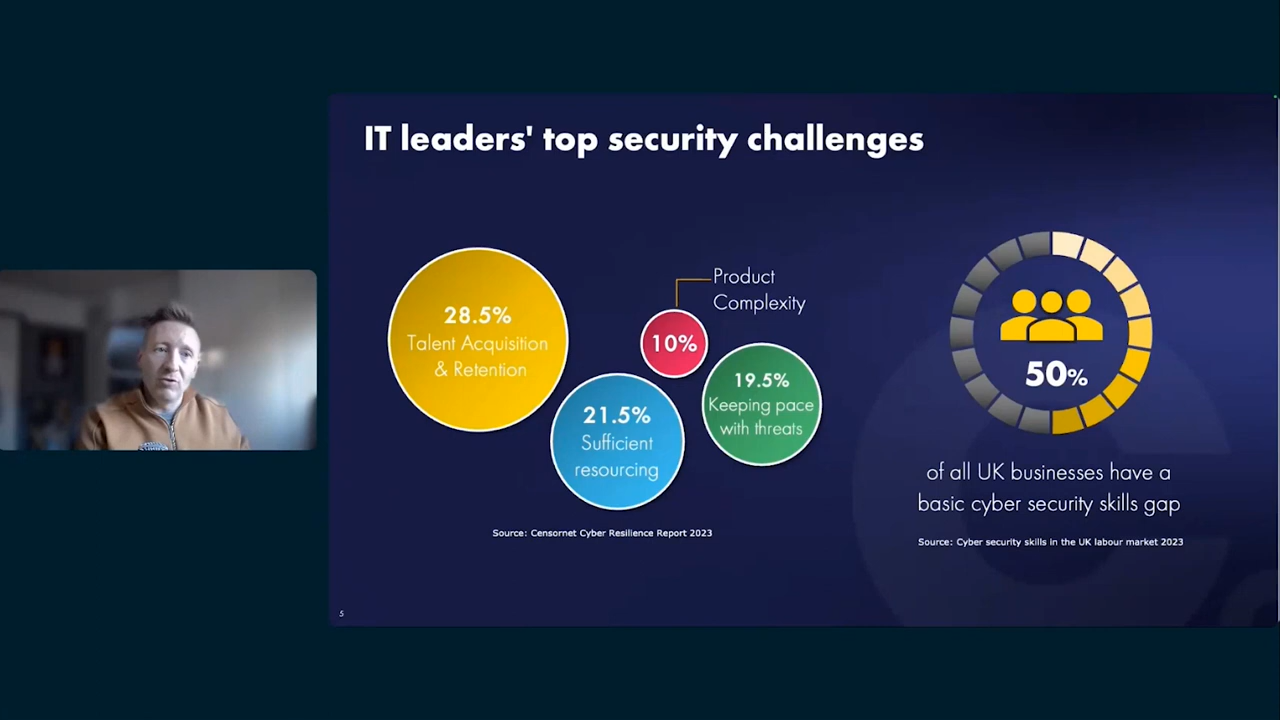 IT leaders' top security challenges
28.5%
Talent Acquisition
& Retention
21.5%
Sufficient
resourcing
10%
Product
Complexity
19.5%
Keeping pace
with threats
Source: Censornet Cyber Resilience Report 2023
50%
of all UK businesses have a
basic cyber security skills gap
Source: Cyber security skills in the UK labour market 2023
5